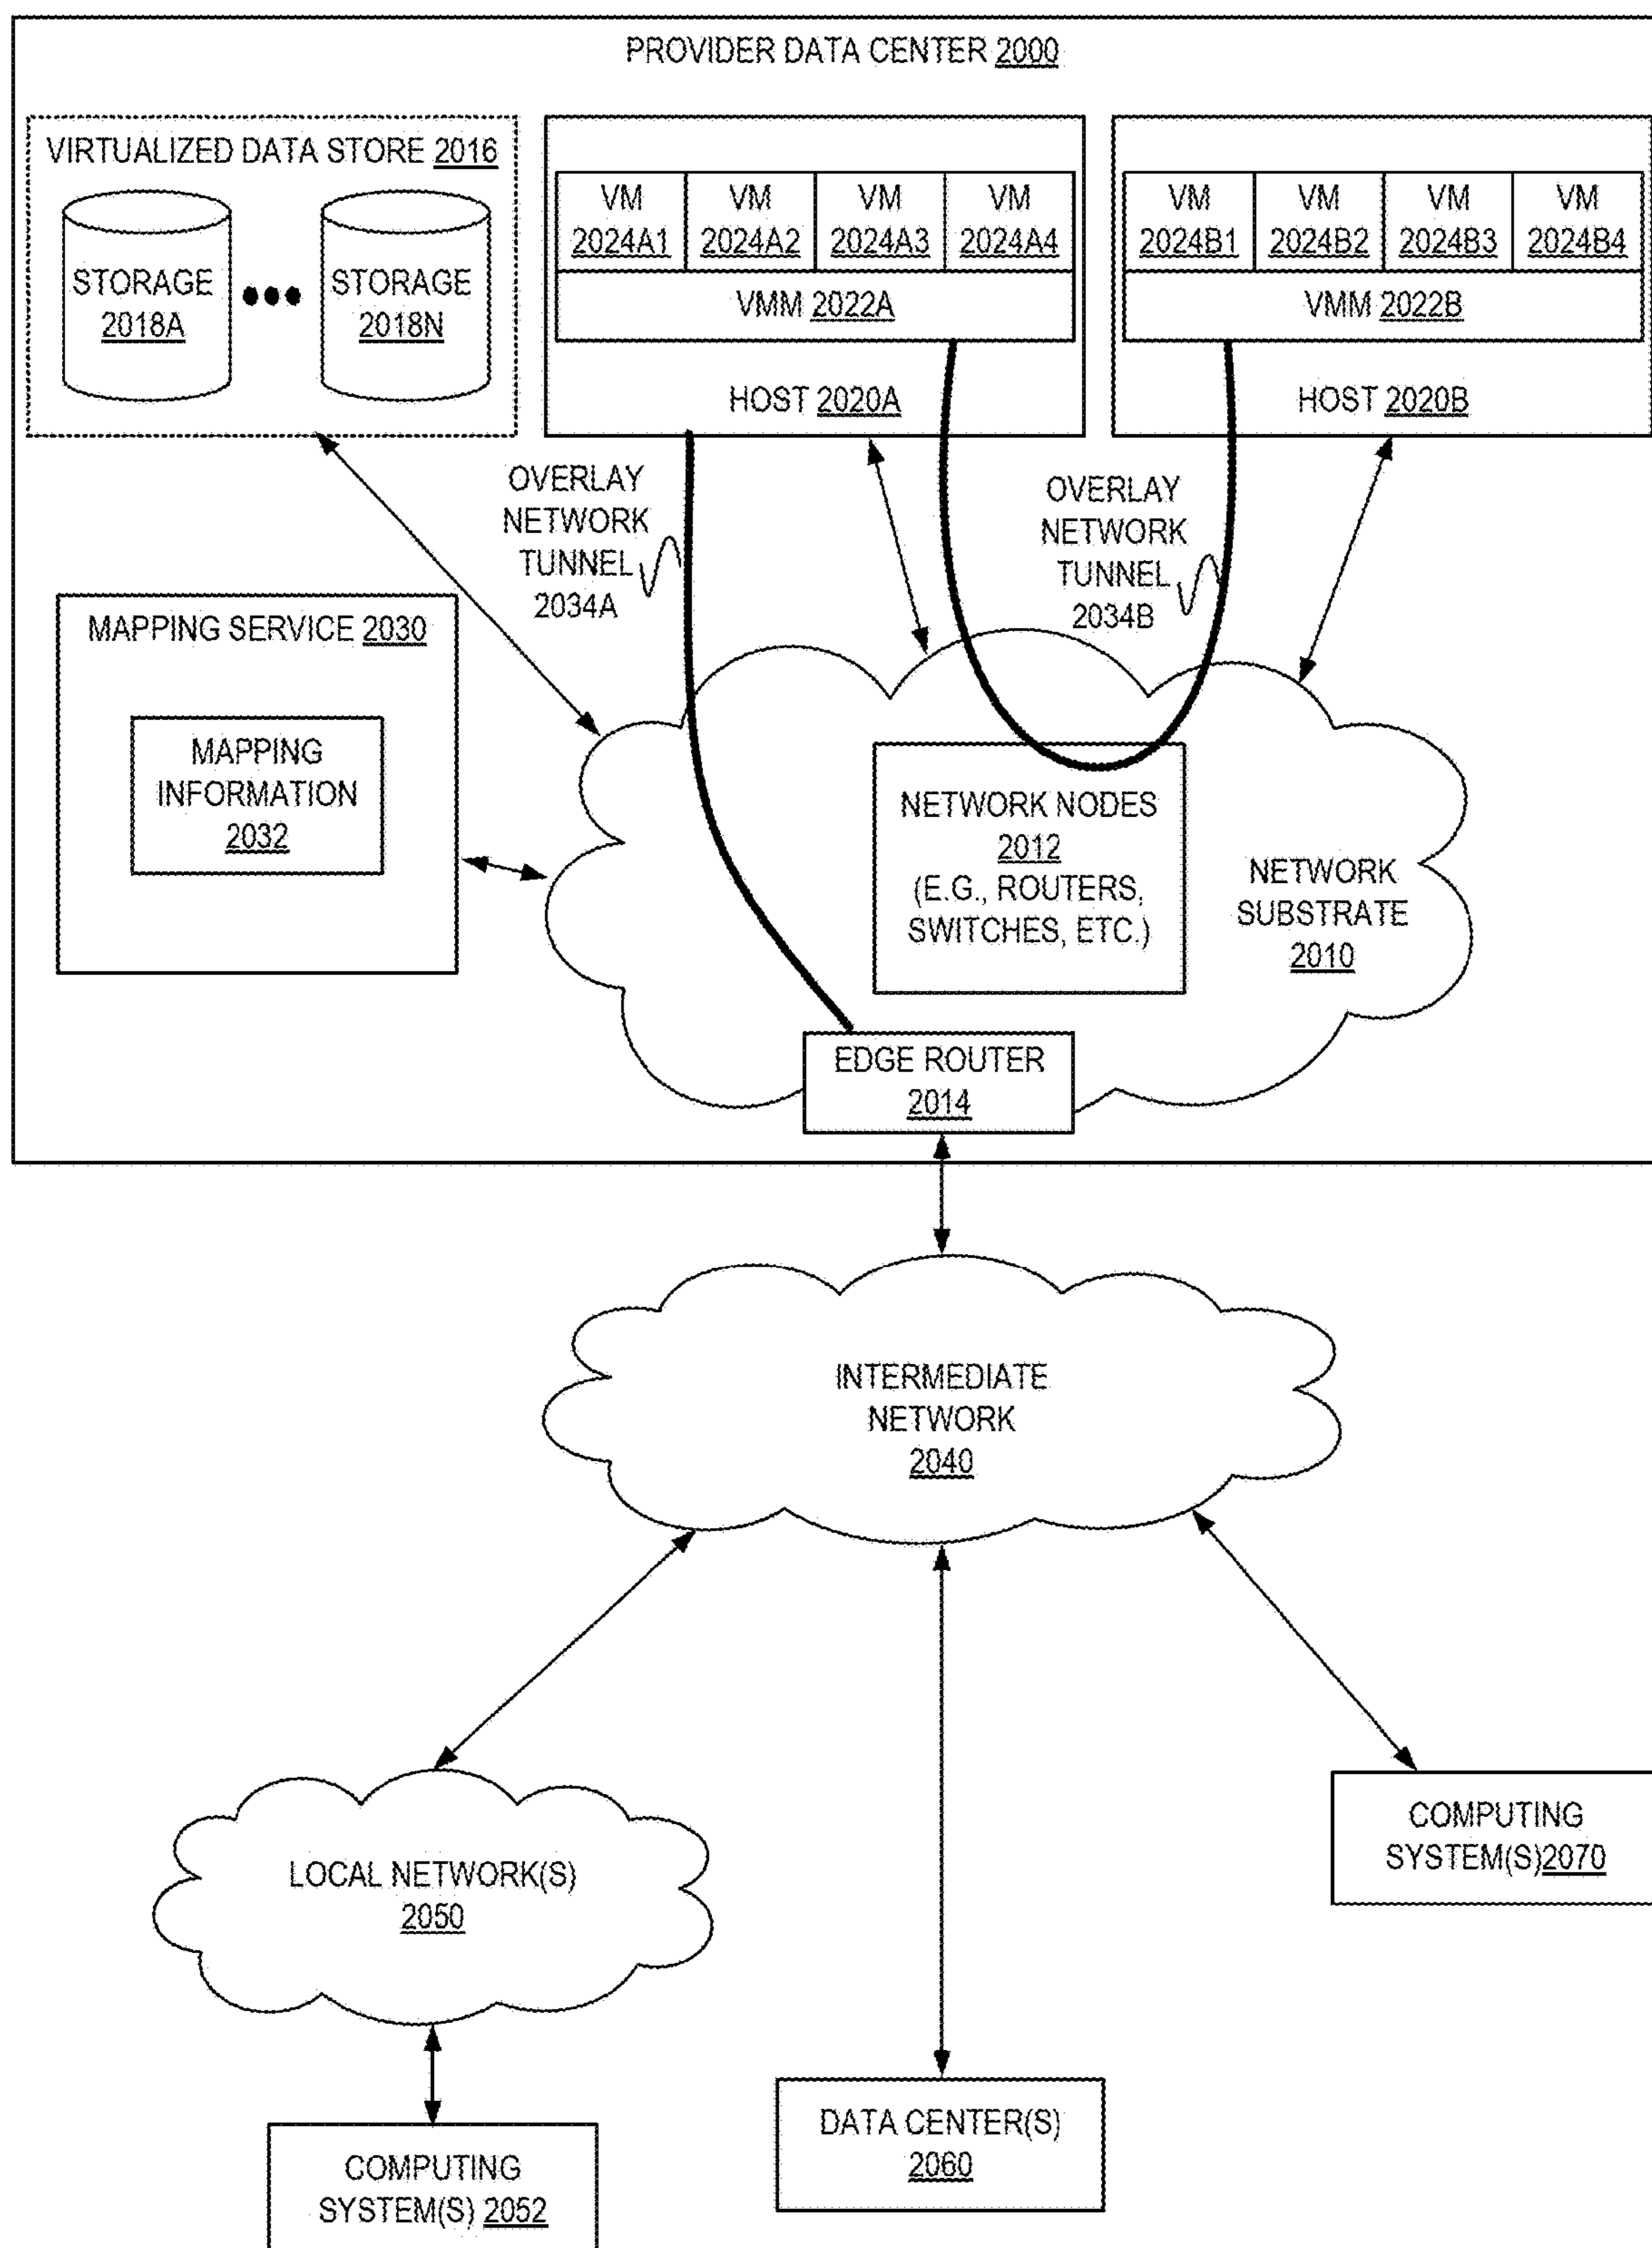 PROVIDER DATA CENTER 2000
VIRTUALIZED DATA STORE 2016
STORAGE
2018A
STORAGE
2018N
VM
2024A1
VM
2024A2
VM
2024A3
VM
2024A4
VMM 2022A
HOST 2020A
VM
2024B1
VM
2024B2
VM
2024B3
VM
2024B4
VMM 2022B
HOST 2020B
OVERLAY
NETWORK
TUNNEL
2034A
OVERLAY
NETWORK
TUNNEL
2034B
MAPPING SERVICE 2030
MAPPING
INFORMATION
2032
NETWORK NODES
2012
(E.G., ROUTERS,
SWITCHES, ETC.)
NETWORK
SUBSTRATE
2010
EDGE ROUTER
2014
INTERMEDIATE
NETWORK
2040
LOCAL NETWORK(S)
2050
COMPUTING
SYSTEM(S)2070
DATA CENTER(S)
2060
COMPUTING
SYSTEM(S) 2052